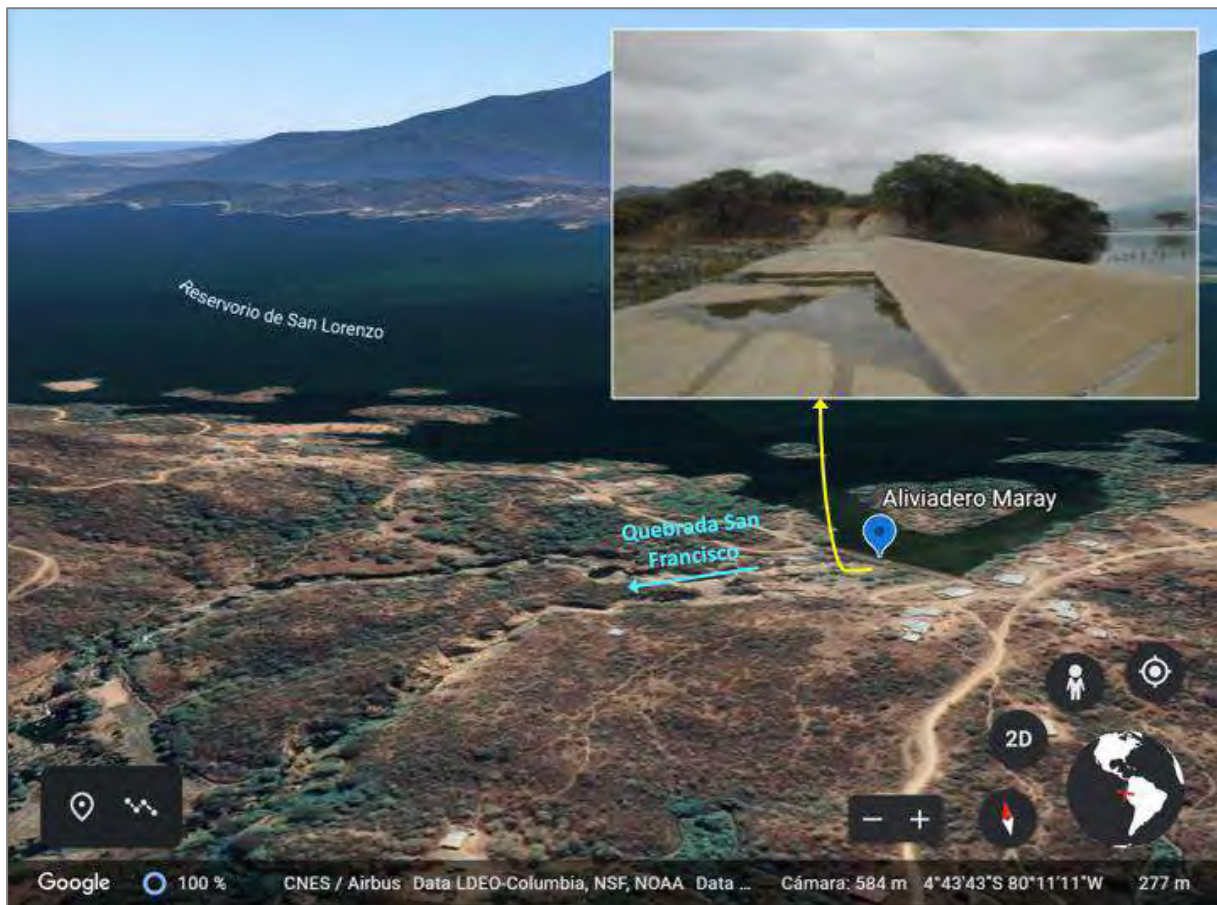 Reservorio de San Lorenzo
Aliviadero Maray
Quebrada San
Francisco
2D
Google 100 % CNES / Airbus Data LDEO-Columbia, NSF, NOAA Data ... Cámara: 584 m 4°43'43"S 80°11'11"W 277 m